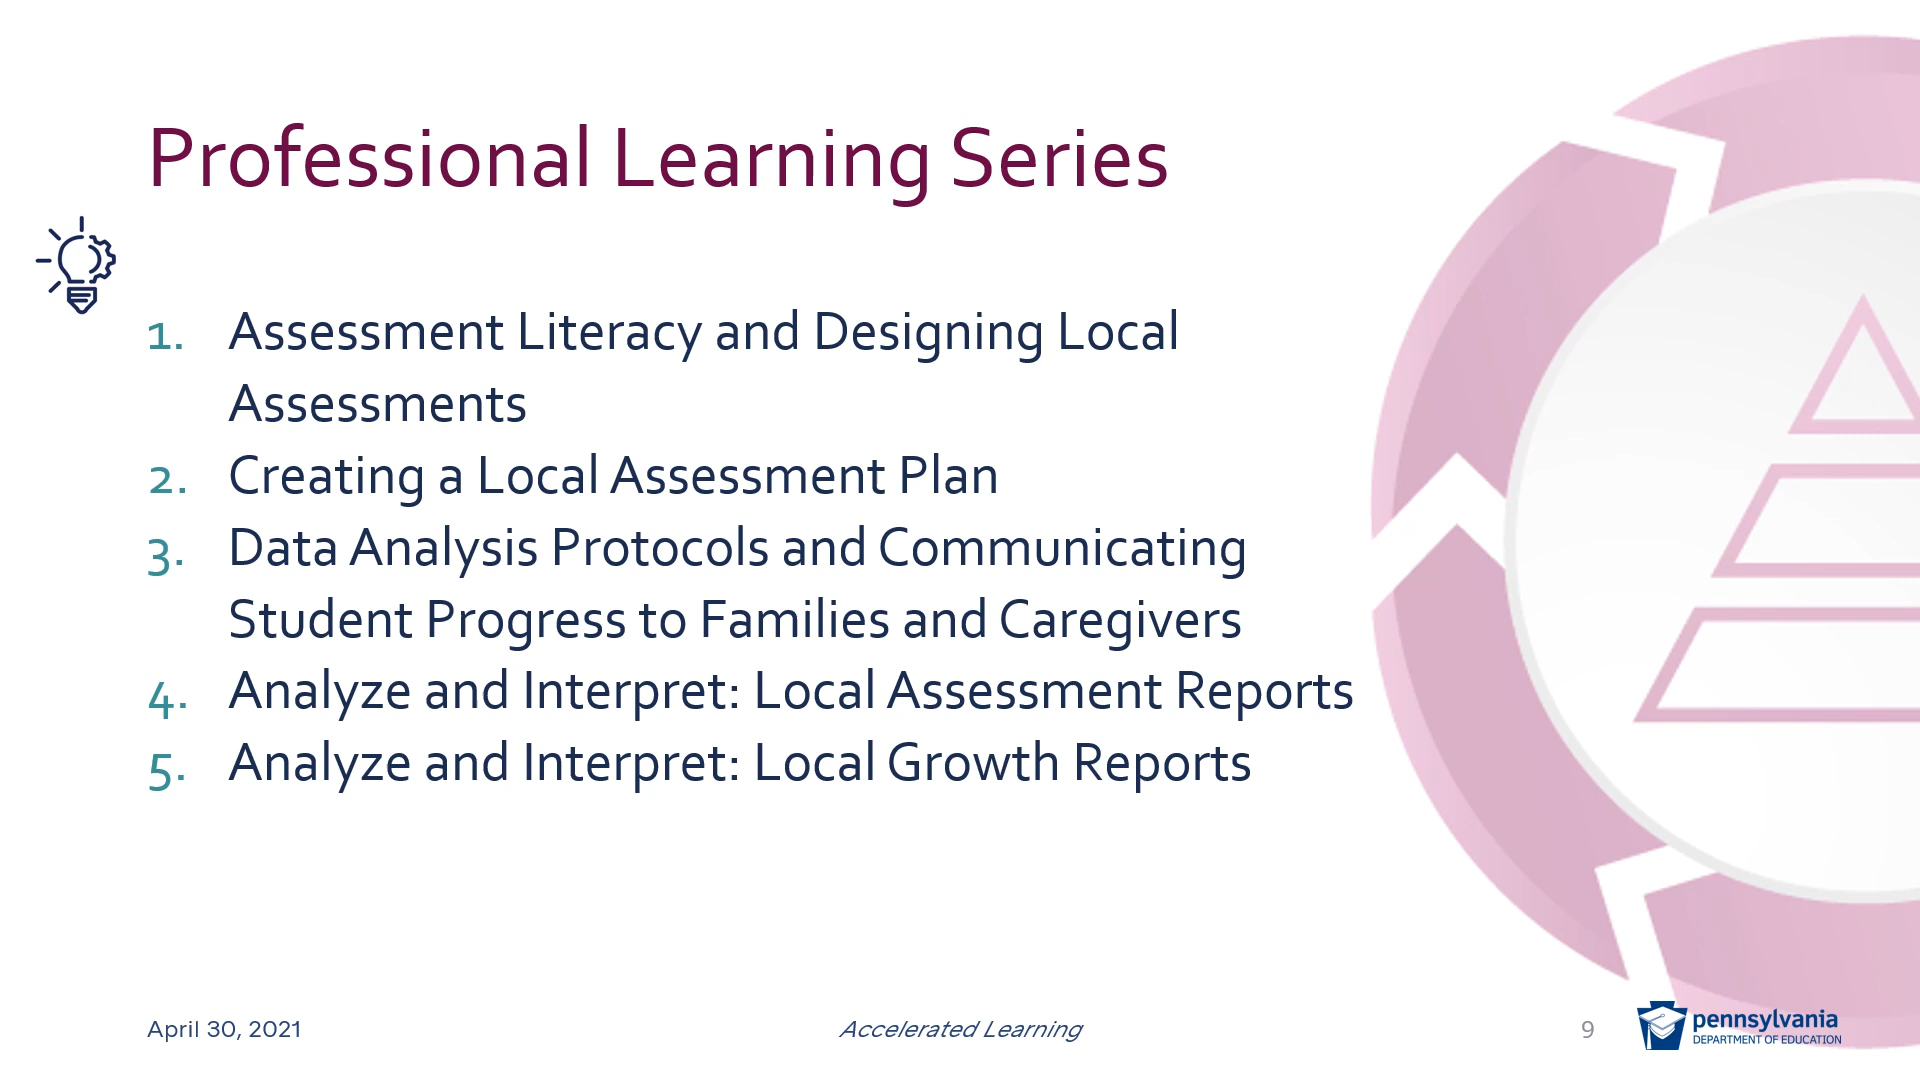 Professional Learning Series
1. Assessment Literacy and Designing Local
Assessments
2. Creating a Local Assessment Plan
3. Data Analysis Protocols and Communicating
Student Progress to Families and Caregivers
4. Analyze and Interpret: Local Assessment Reports
5. Analyze and Interpret: Local Growth Reports
April 30, 2021
Accelerated Learning
9
pennsylvania
DEPARTMENT OF EDUCATION